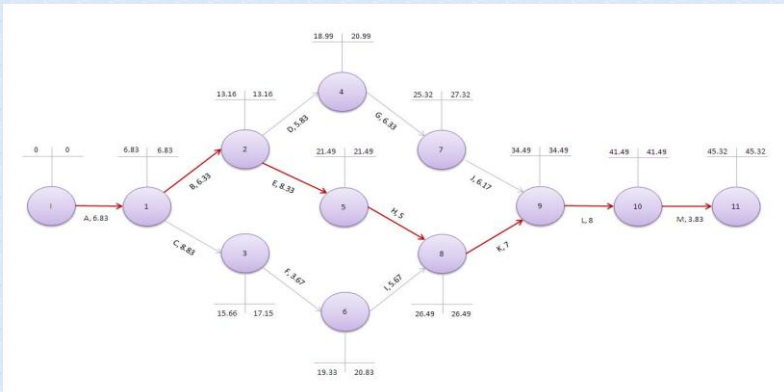 18.99 20.99
4
13.16 13.16
25.32 27.32
D, 5.83
G, 6.33
2
7
0 0
6.83 6.83
21.49 21.49
34.49 34.49
41.49 41.49
45.32 45.32
B, 6.33
E, 8.33
J, 6.17
I
A, 6.83
1
5
H, 5
9
L, 8
10
M, 3.83
11
C, 8.83
3
8
K, 7
F, 3.67
I, 5.67
15.66 17.15
6
26.49 26.49
19.33 20.83